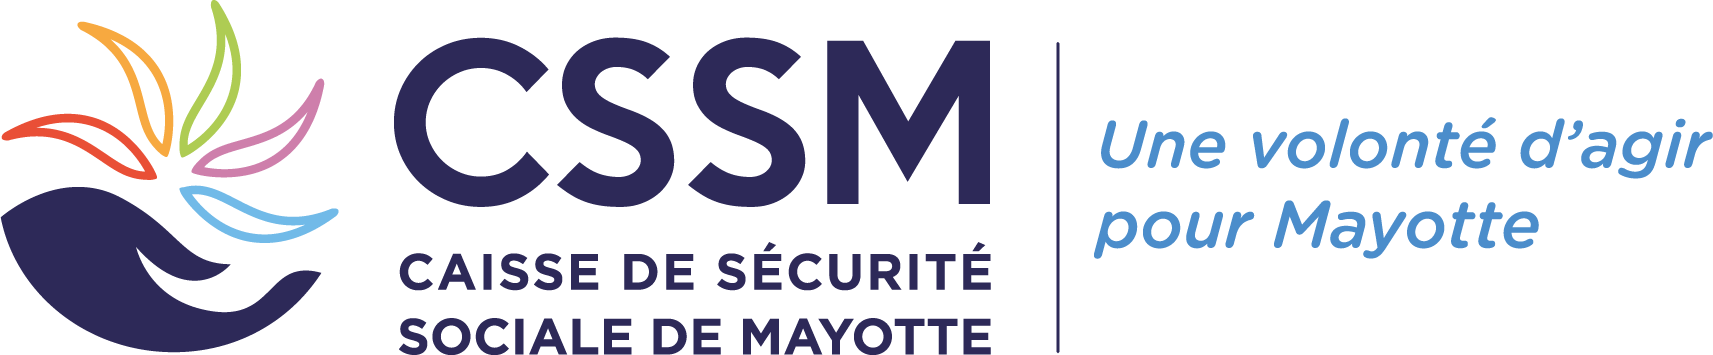 CSSM
CAISSE DE SÉCURITÉ
SOCIALE DE MAYOTTE
Une volonté d’agir
pour Mayotte